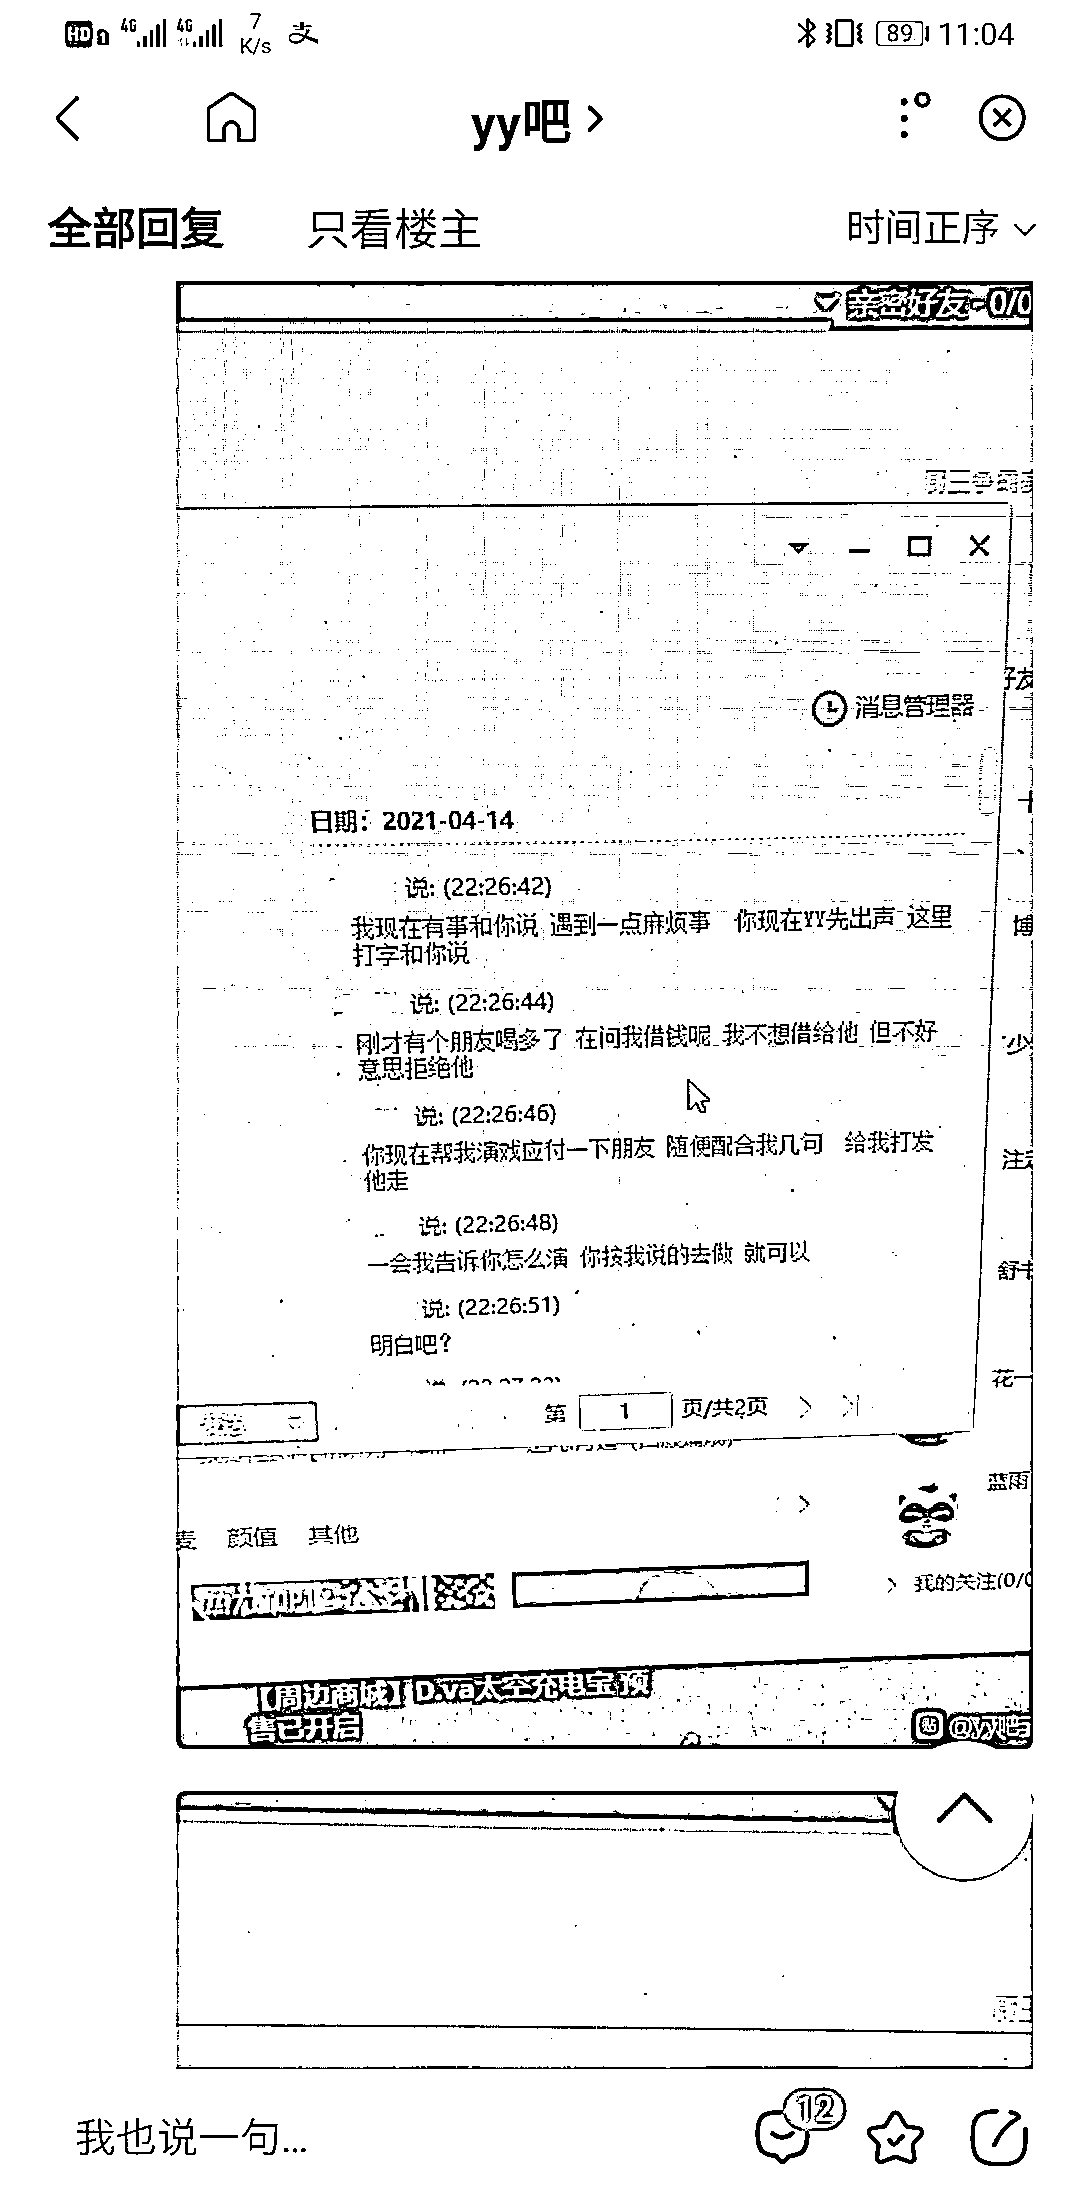 HD 4G 4G 7 K/s 支 89 11:04
yy吧
全部回复 只看楼主 时间正序
亲密好友 - 0/0
好友
消息管理器
日期：2021-04-14
说: (22:26:42)
我现在有事和你说 遇到一点麻烦事 你现在YY先出声 这里
打字和你说
博
说: (22:26:44)
刚才有个朋友喝多了 在问我借钱呢 我不想借给他 但不好
意思拒绝他
少
说: (22:26:46)
你现在帮我演戏应付一下朋友 随便配合我几句 给我打发
他走
注
说: (22:26:48)
一会我告诉你怎么演 你按我说的去做 就可以
舒
说: (22:26:51)
明白吧?
花一
第 1 页/共2页
蓝雨
麦 颜值 其他
我的关注(0/0
【周边商城】D.va太空充电宝预
售已开启
贴 @yy吧
我也说一句...
12